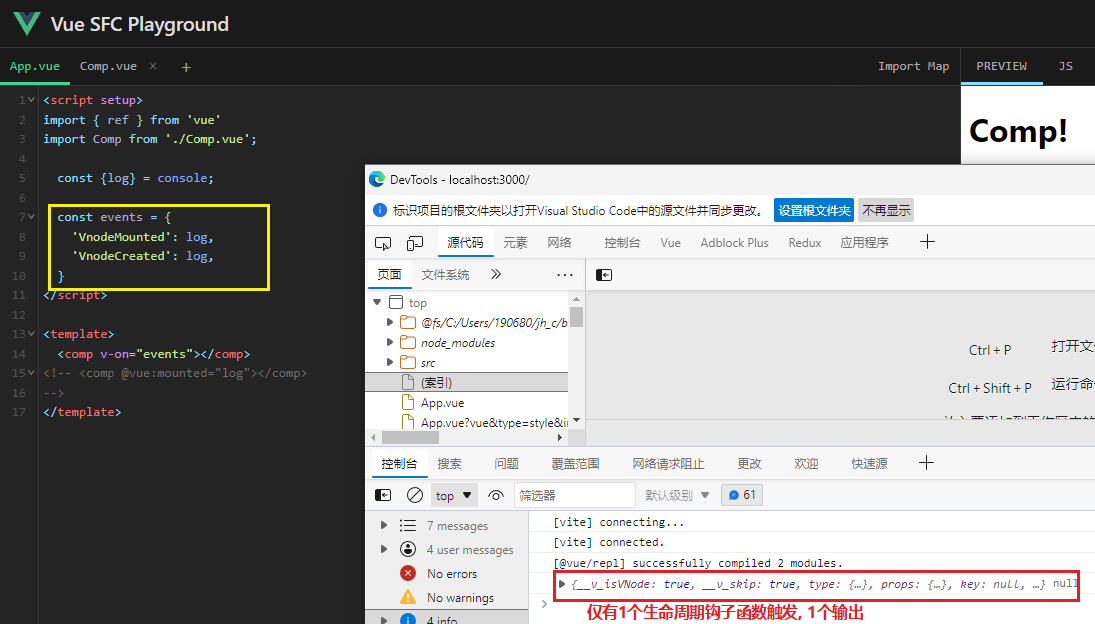 Vue SFC Playground
App.vue Comp.vue × + Import Map PREVIEW JS
1 <script setup>
2 import { ref } from 'vue'
3 import Comp from './Comp.vue';
4
5 const {log} = console;
6
7 const events = {
8 'VnodeMounted': log,
9 'VnodeCreated': log,
10 }
11 </script>
12
13 <template>
14 <comp v-on="events"></comp>
15 <!-- <comp @vue:mounted="log"></comp>
16 -->
17 </template>
Comp!
DevTools - localhost:3000/
标识项目的根文件夹以打开Visual Studio Code中的源文件并同步更改。 设置根文件夹 不再显示
源代码 元素 网络 控制台 Vue Adblock Plus Redux 应用程序 +
页面 文件系统 » ···
top
@fs/C:/Users/190680/jh_c/b
node_modules
src
(索引)
App.vue
App.vue?vue&type=style&i
Ctrl + P 打开文
Ctrl + Shift + P 运行命
控制台 搜索 问题 覆盖范围 网络请求阻止 更改 欢迎 快速源 +
top ▼ 筛选器 默认级别 ▼ 61
7 messages
4 user messages
No errors
No warnings
4 info
[vite] connecting...
[vite] connected.
[@vue/repl] successfully compiled 2 modules.
▶ {__v_isVNode: true, __v_skip: true, type: {…}, props: {…}, key: null, …} null
仅有1个生命周期钩子函数触发, 1个输出